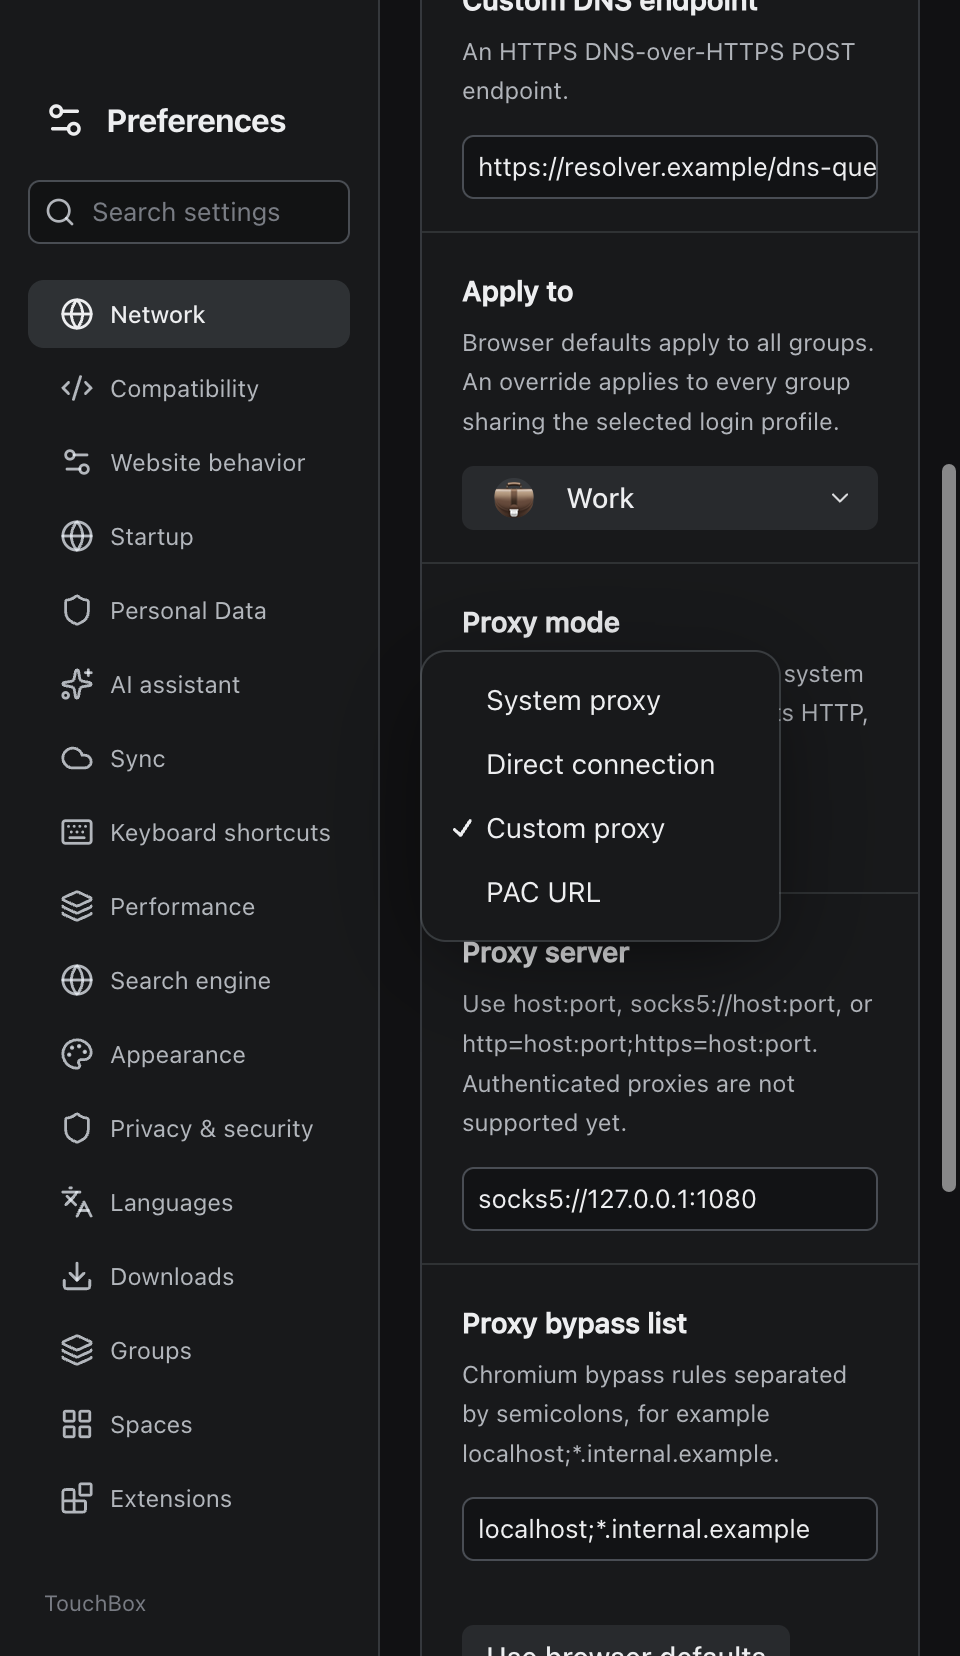 Preferences
Search settings
Network
Compatibility
Website behavior
Startup
Personal Data
AI assistant
Sync
Keyboard shortcuts
Performance
Search engine
Appearance
Privacy & security
Languages
Downloads
Groups
Spaces
Extensions
TouchBox
Custom DNS endpoint
An HTTPS DNS-over-HTTPS POST
endpoint.
https://resolver.example/dns-que
Apply to
Browser defaults apply to all groups.
An override applies to every group
sharing the selected login profile.
Work
Proxy mode
system
HTTP,
System proxy
Direct connection
Custom proxy
PAC URL
Proxy server
Use host:port, socks5://host:port, or
http=host:port;https=host:port.
Authenticated proxies are not
supported yet.
socks5://127.0.0.1:1080
Proxy bypass list
Chromium bypass rules separated
by semicolons, for example
localhost;*.internal.example.
localhost;*.internal.example
Use browser defaults